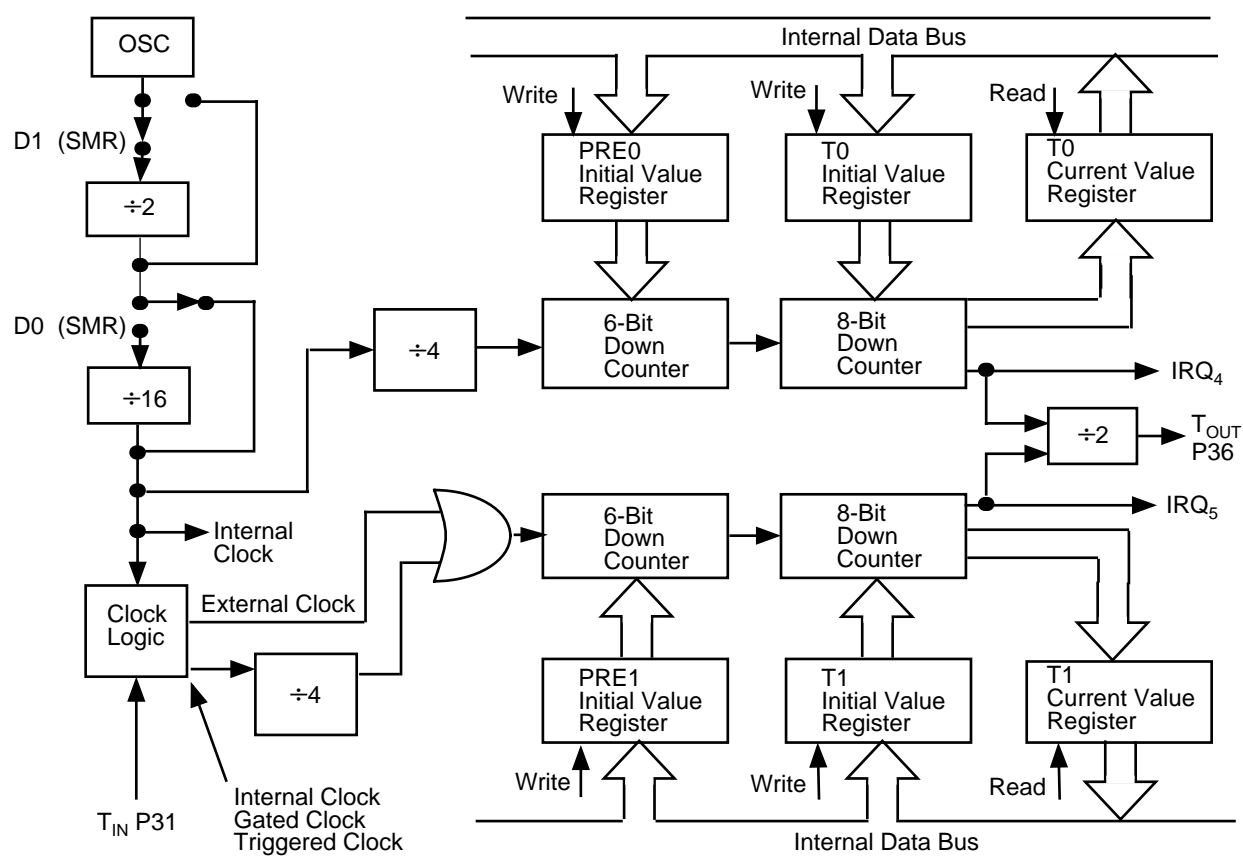 OSC
Internal Data Bus
Write
Write
Read
D1 (SMR)
PRE0
Initial Value
Register
T0
Initial Value
Register
T0
Current Value
Register
÷2
D0 (SMR)
÷4
6-Bit
Down
Counter
8-Bit
Down
Counter
÷16
IRQ4
÷2
TOUT
P36
IRQ5
Internal
Clock
6-Bit
Down
Counter
8-Bit
Down
Counter
Clock
Logic
External Clock
÷4
PRE1
Initial Value
Register
T1
Initial Value
Register
T1
Current Value
Register
Write
Write
Read
TIN P31
Internal Clock
Gated Clock
Triggered Clock
Internal Data Bus